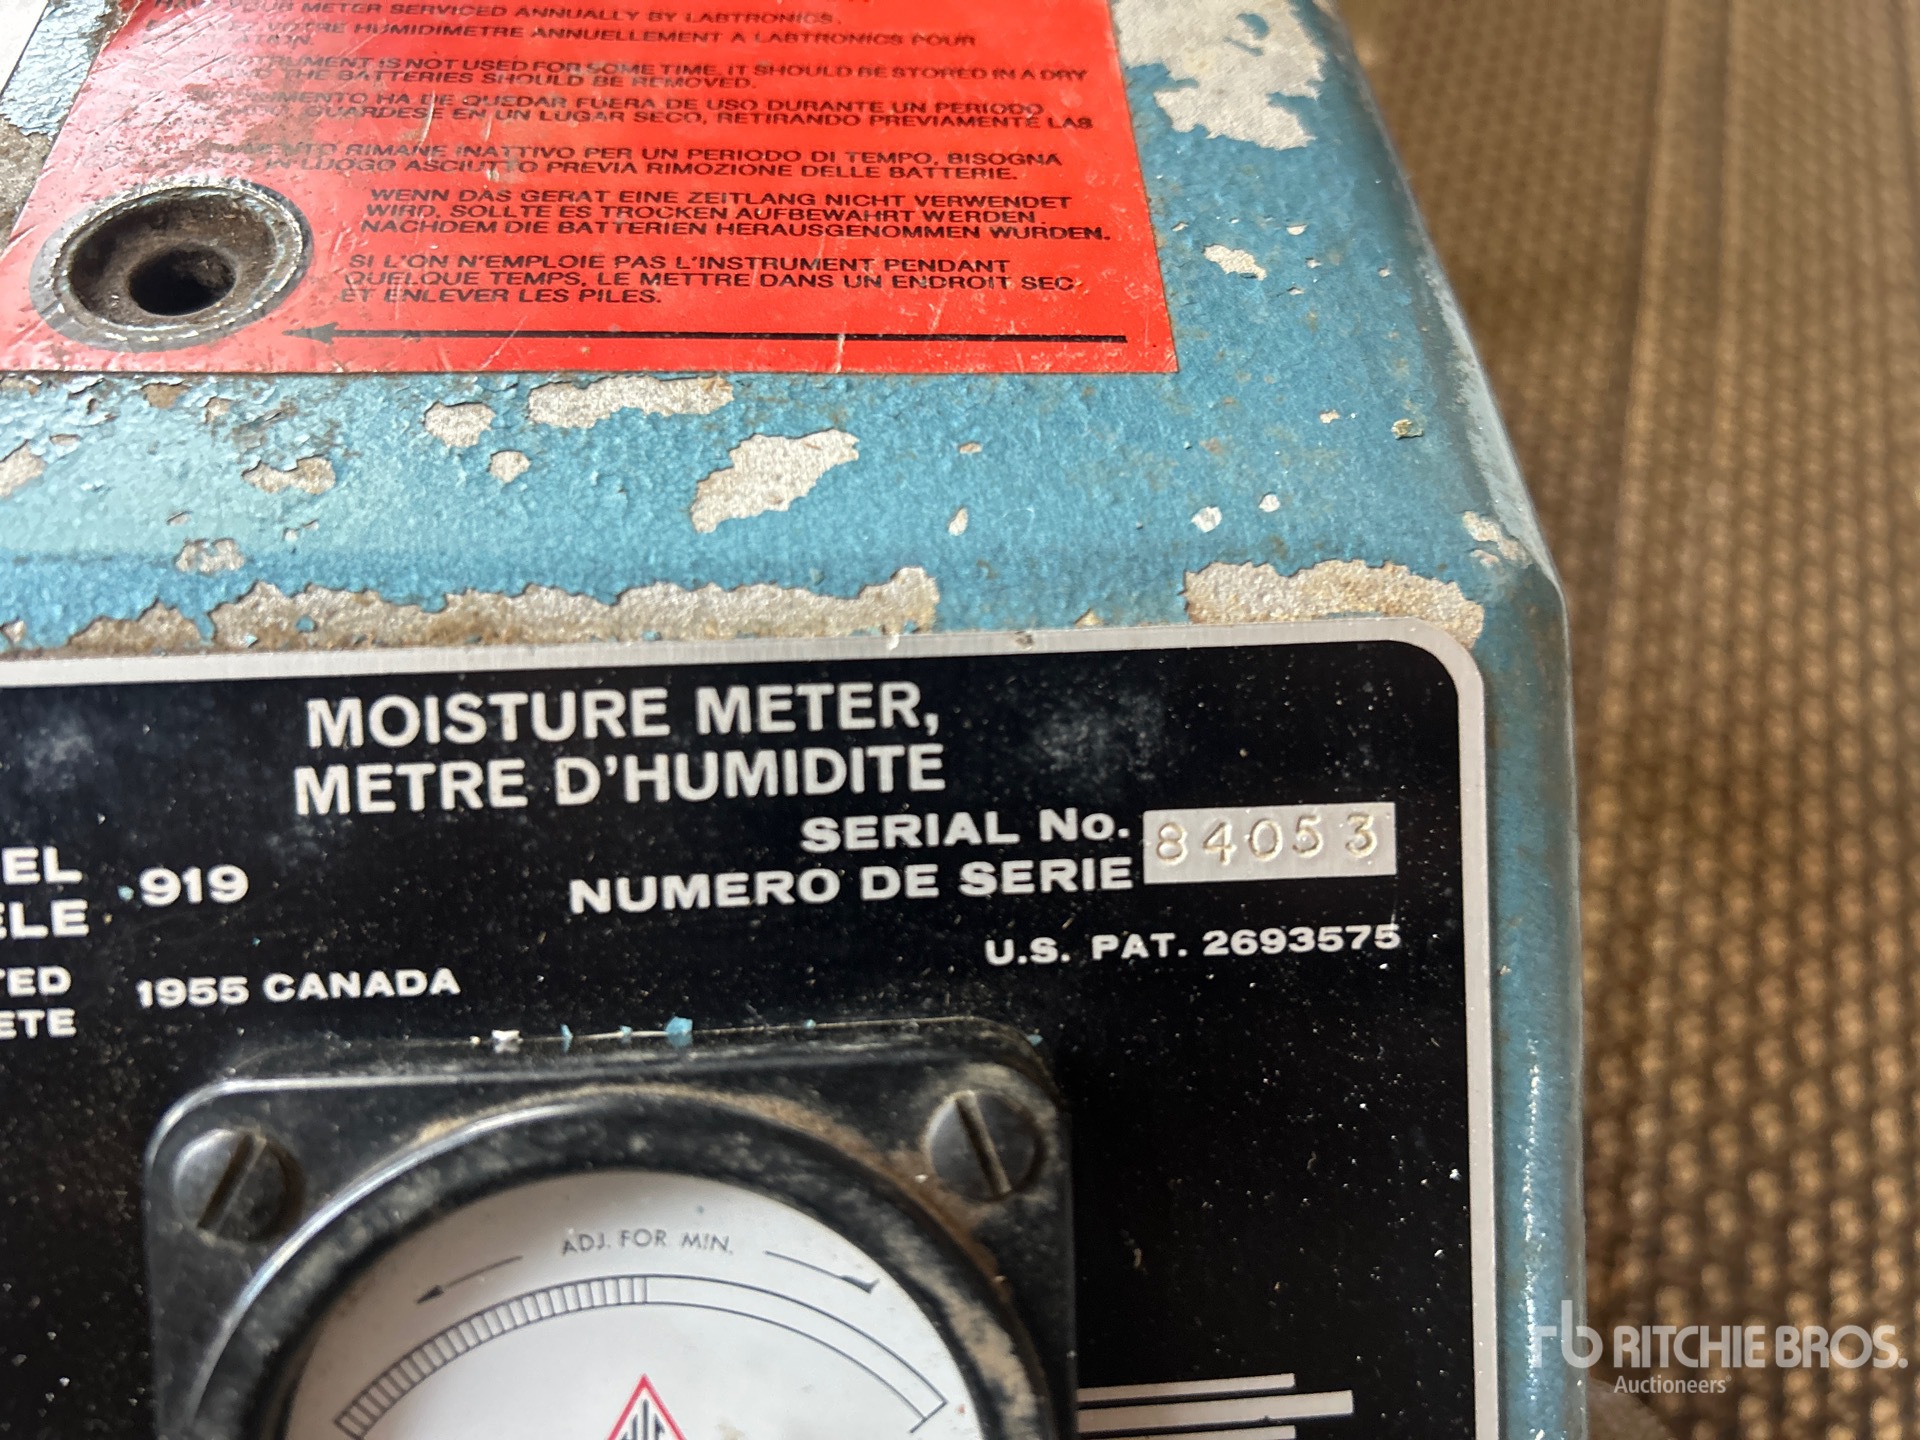 YOUR METER SERVICED ANNUALLY BY LABTRONICS.
HUMIDIMETRE ANNUELLEMENT A LABTRONICS POUR
INSTRUMENT IS NOT USED FOR SOME TIME, IT SHOULD BE STORED IN A DRY
THE BATTERIES SHOULD BE REMOVED.
HA DE QUEDAR FUERA DE USO DURANTE UN PERIODO
GUARDESE EN UN LUGAR SECO, RETIRANDO PREVIAMENTE LAS
RIMANE INATTIVO PER UN PERIODO DI TEMPO, BISOGNA
IN LUOGO ASCIUTTO PREVIA RIMOZIONE DELLE BATTERIE.
WENN DAS GERAT EINE ZEITLANG NICHT VERWENDET
WIRD, SOLLTE ES TROCKEN AUFBEWAHRT WERDEN.
NACHDEM DIE BATTERIEN HERAUSGENOMMEN WURDEN.
SI L'ON N'EMPLOIE PAS L'INSTRUMENT PENDANT
QUELQUE TEMPS, LE METTRE DANS UN ENDROIT SEC
ET ENLEVER LES PILES.
MOISTURE METER,
METRE D'HUMIDITE
SERIAL No. 84053
NUMERO DE SERIE
EL 919
ELE
U.S. PAT. 2693575
TED 1955 CANADA
ETE
ADJ. FOR MIN.
rb RITCHIE BROS.
Auctioneers